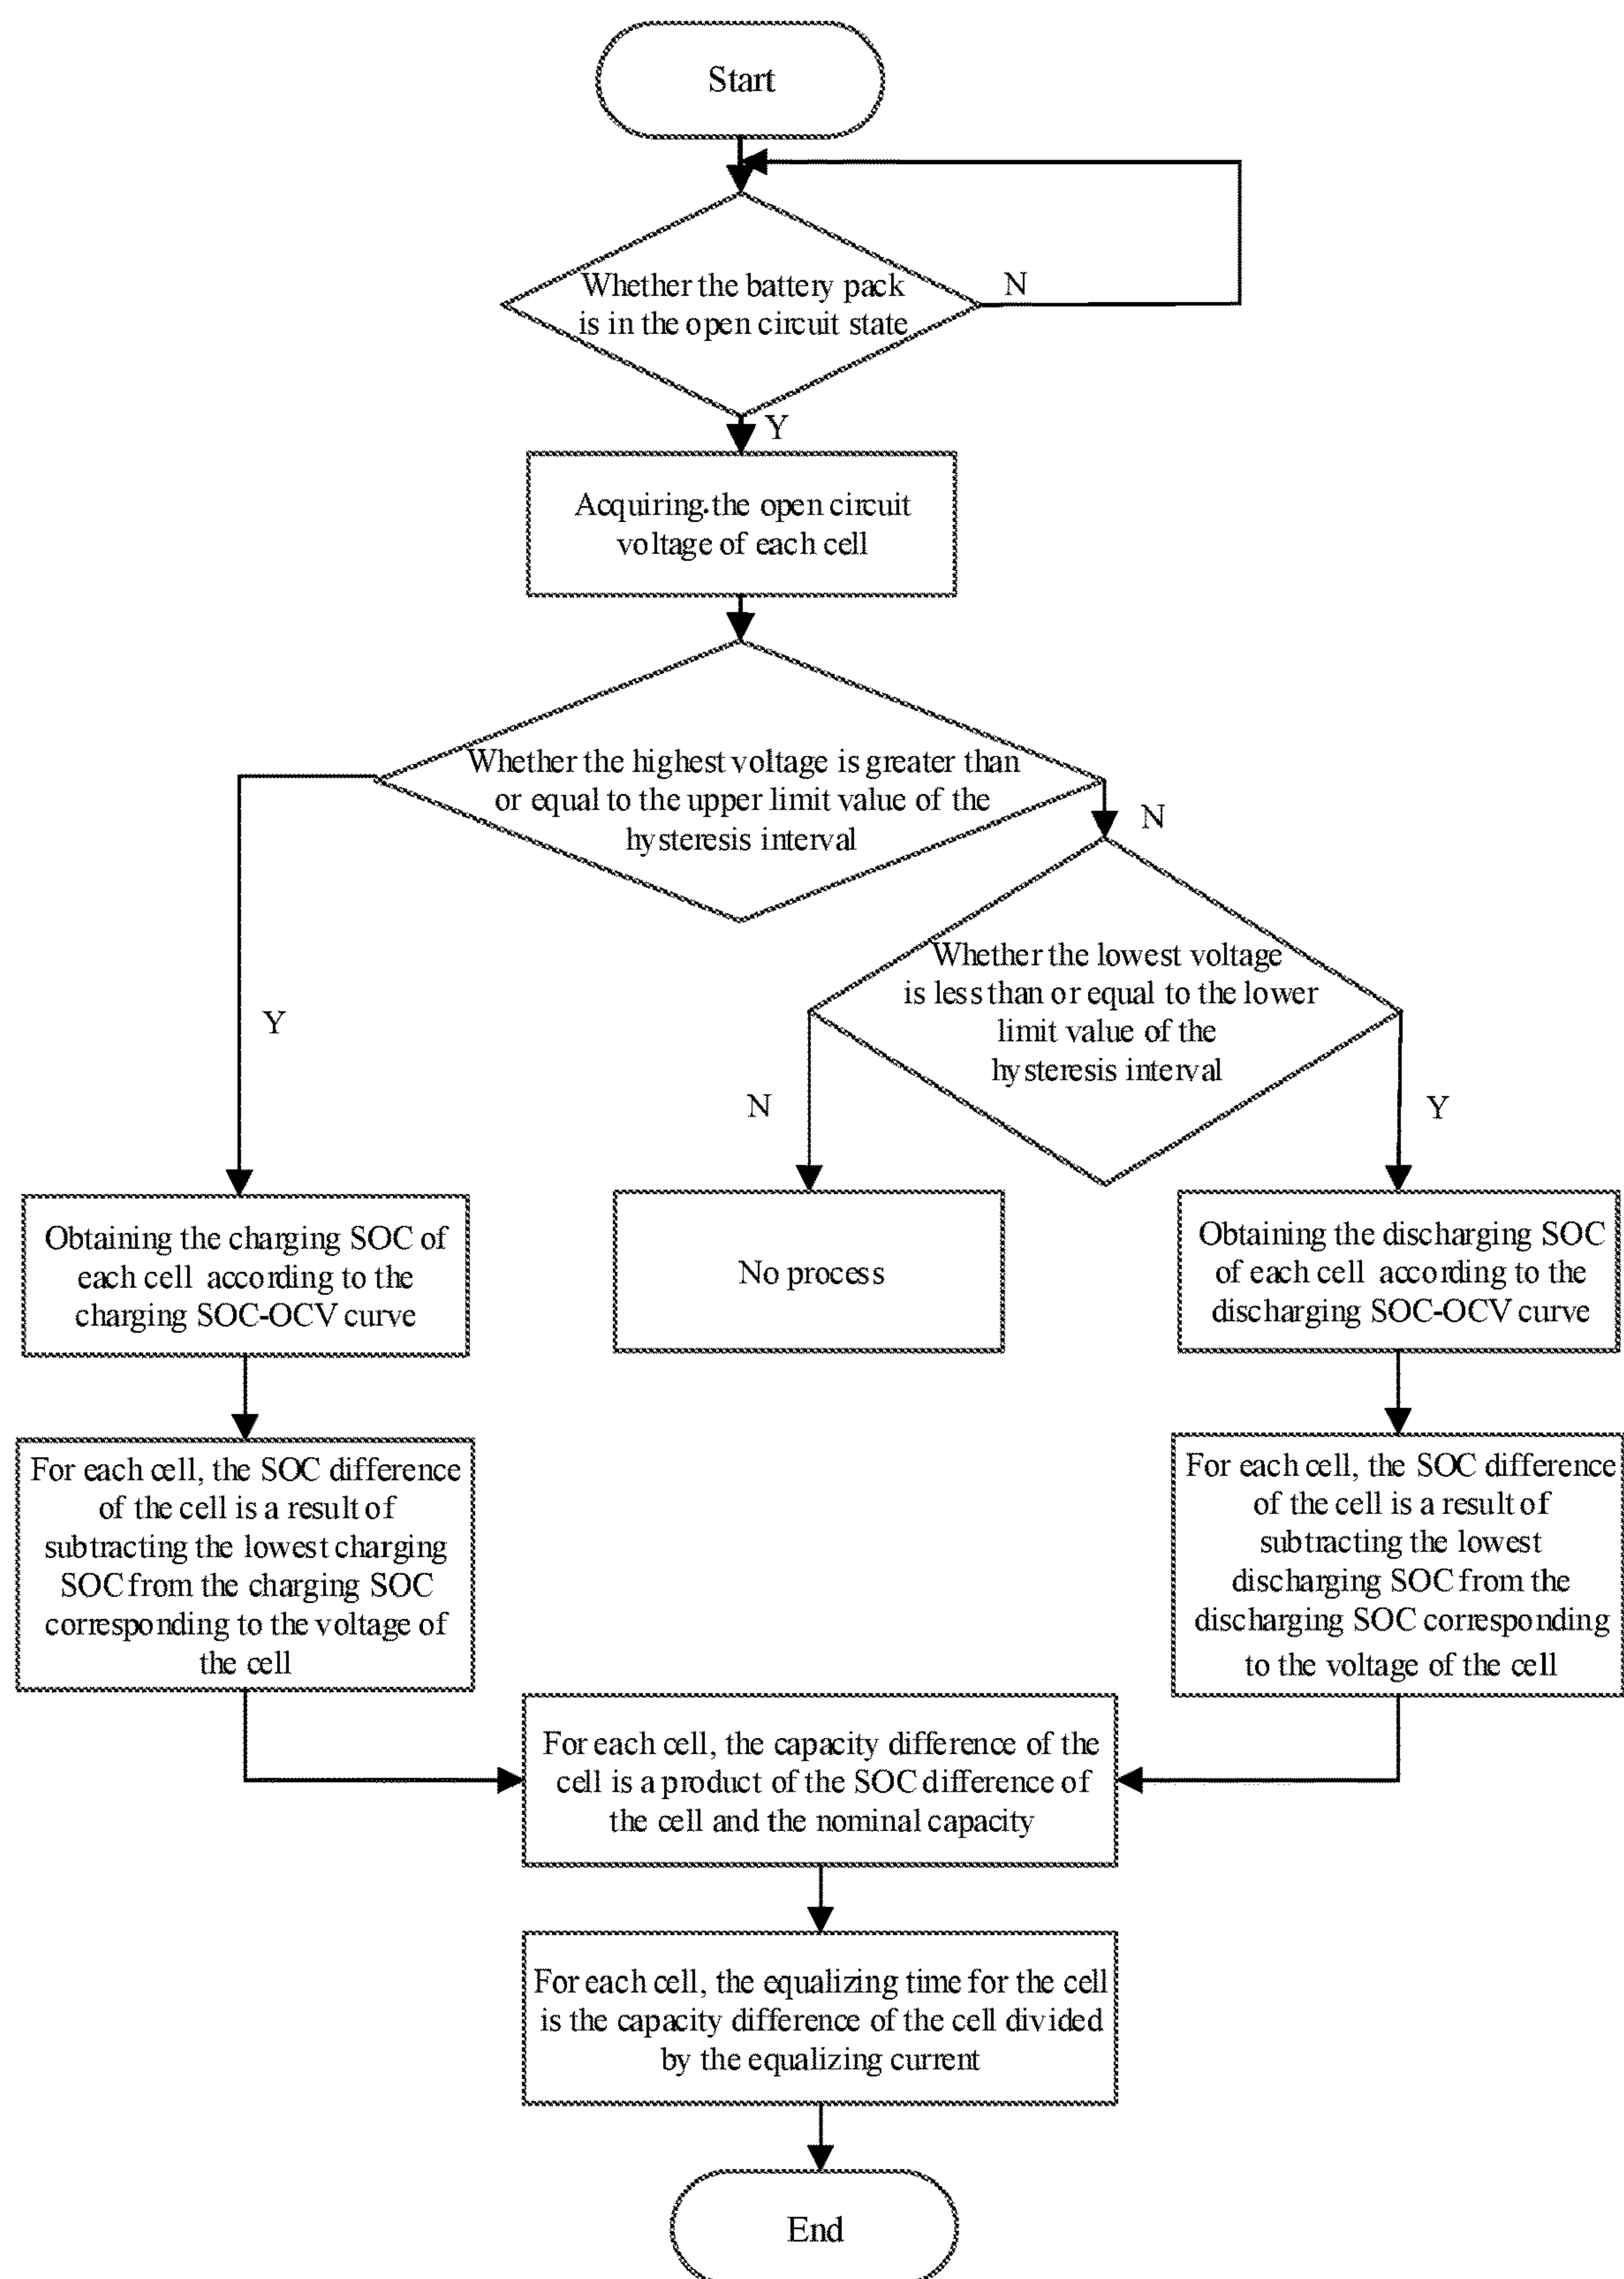 Start
Whether the battery pack
is in the open circuit state
N
Y
Acquiring the open circuit
voltage of each cell
Whether the highest voltage is greater than
or equal to the upper limit value of the
hysteresis interval
N
Y
Whether the lowest voltage
is less than or equal to the lower
limit value of the
hysteresis interval
N
Y
Obtaining the charging SOC of
each cell according to the
charging SOC-OCV curve
No process
Obtaining the discharging SOC
of each cell according to the
discharging SOC-OCV curve
For each cell, the SOC difference
of the cell is a result of
subtracting the lowest charging
SOC from the charging SOC
corresponding to the voltage of
the cell
For each cell, the SOC difference
of the cell is a result of
subtracting the lowest
discharging SOC from the
discharging SOC corresponding
to the voltage of the cell
For each cell, the capacity difference of the
cell is a product of the SOC difference of
the cell and the nominal capacity
For each cell, the equalizing time for the cell
is the capacity difference of the cell divided
by the equalizing current
End